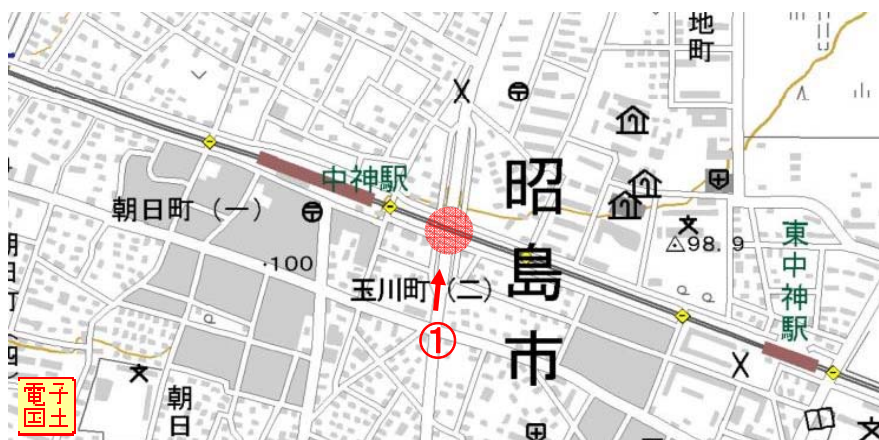 地町
中神駅
昭島市
朝日町（一）
98.9
東中神駅
・100
玉川町（二）
①
朝日
電子
国土